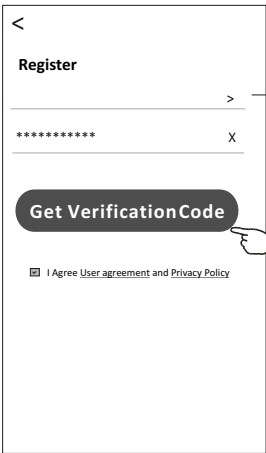 <
Register
>
*********** X
Get VerificationCode
I Agree User agreement and Privacy Policy